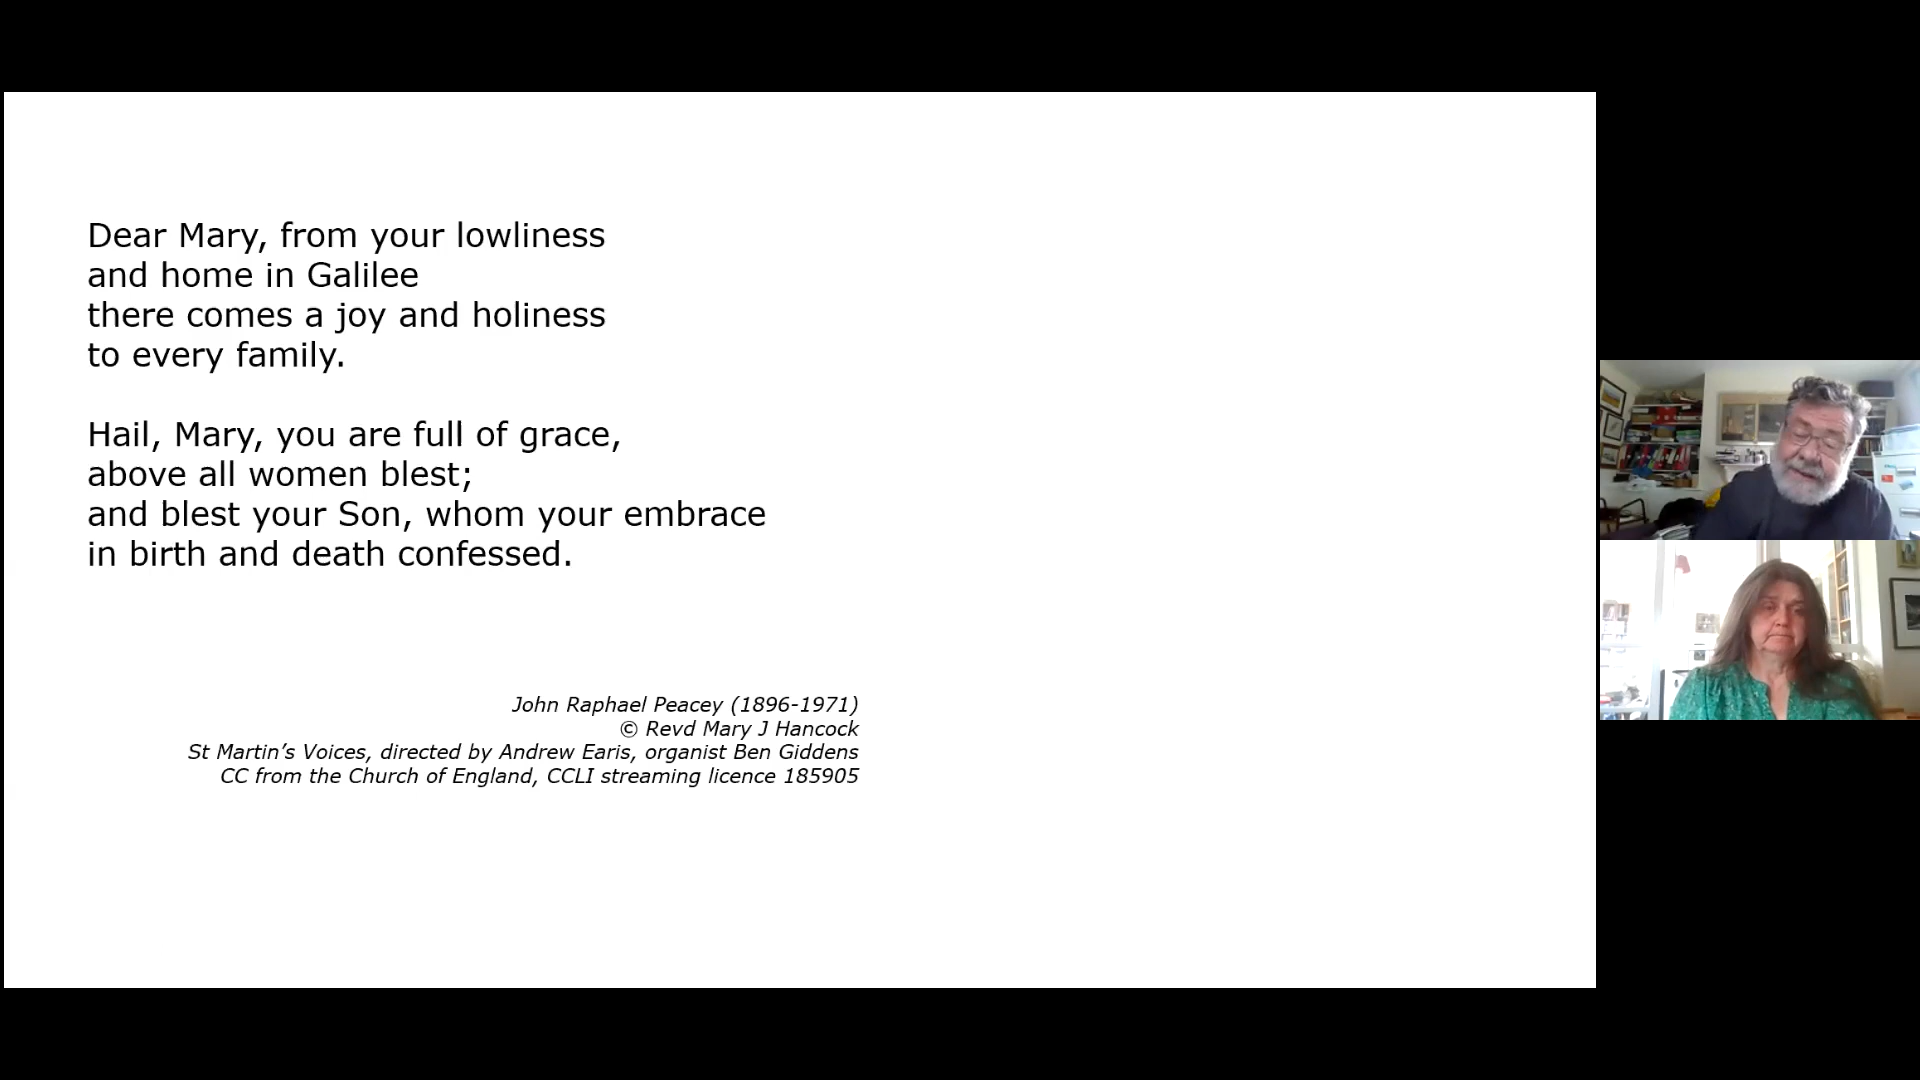 Dear Mary, from your lowliness
and home in Galilee
there comes a joy and holiness
to every family.
Hail, Mary, you are full of grace,
above all women blest;
and blest your Son, whom your embrace
in birth and death confessed.
John Raphael Peacey (1896-1971)
© Revd Mary J Hancock
St Martin’s Voices, directed by Andrew Earis, organist Ben Giddens
CC from the Church of England, CCLI streaming licence 185905